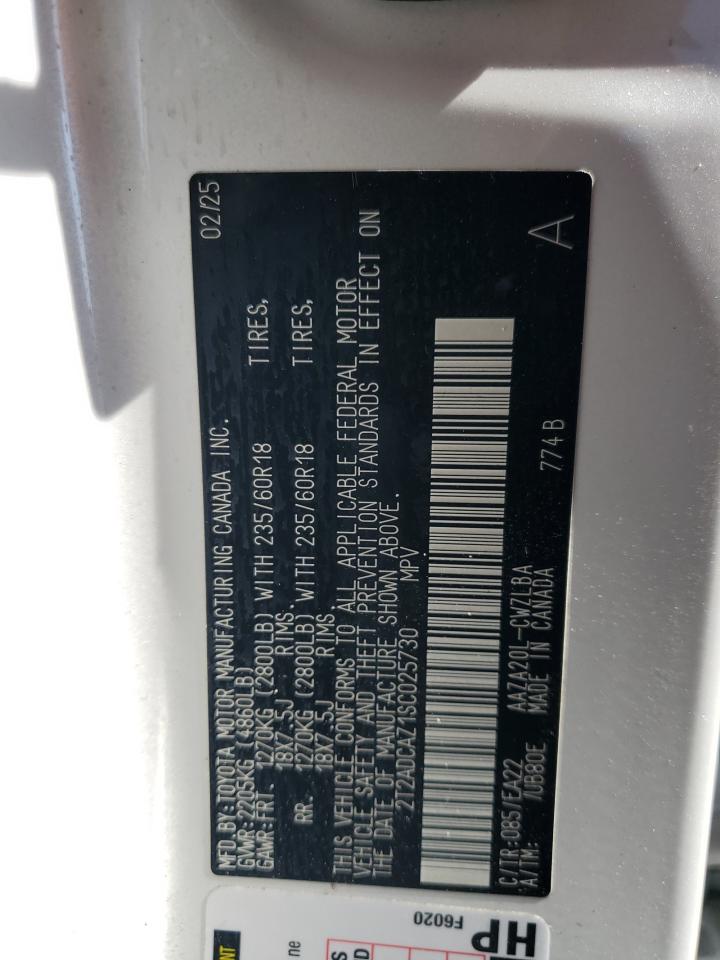 MFD.BY:TOYOTA MOTOR MANUFACTURING CANADA INC. 02/25
GVWR:2205KG (4860LB)
GAWR:FRT. 1270KG (2800LB) WITH 235/60R18 TIRES,
18X7.5J RIMS.
RR. 1270KG (2800LB) WITH 235/60R18 TIRES,
18X7.5J RIMS.
THIS VEHICLE CONFORMS TO ALL APPLICABLE FEDERAL MOTOR
VEHICLE SAFETY AND THEFT PREVENTION STANDARDS IN EFFECT ON
THE DATE OF MANUFACTURE SHOWN ABOVE.
2T2ADCAZ1SC025730 MPV
C/TR:085/EA22 AAZA20L-CWZLBA 774B A
A/TM: /UB80E MADE IN CANADA
F6020
HP